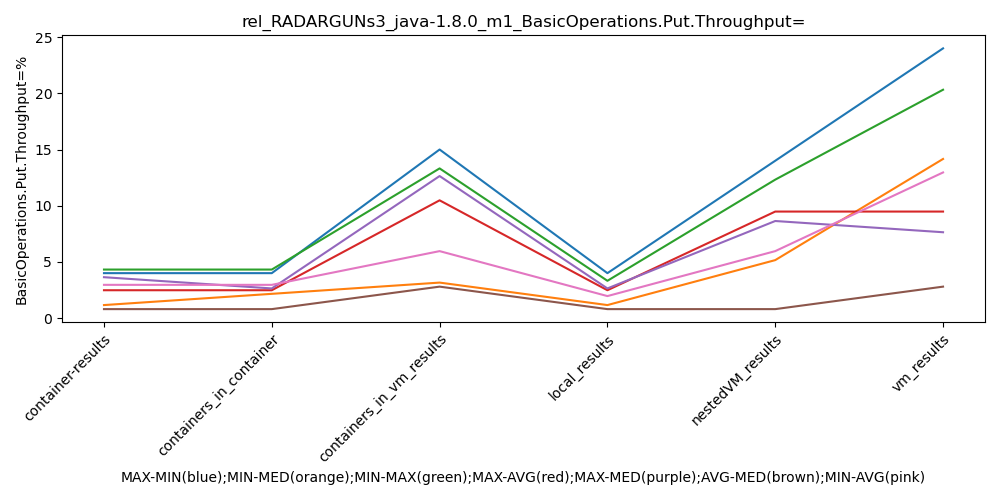 rel_RADARGUNs3_java-1.8.0_m1_BasicOperations.Put.Throughput=
BasicOperations.Put.Throughput=%
25
20
15
10
5
0
container-results
containers_in_container
containers_in_vm_results
local_results
nestedVM_results
vm_results
MAX-MIN(blue);MIN-MED(orange);MIN-MAX(green);MAX-AVG(red);MAX-MED(purple);AVG-MED(brown);MIN-AVG(pink)